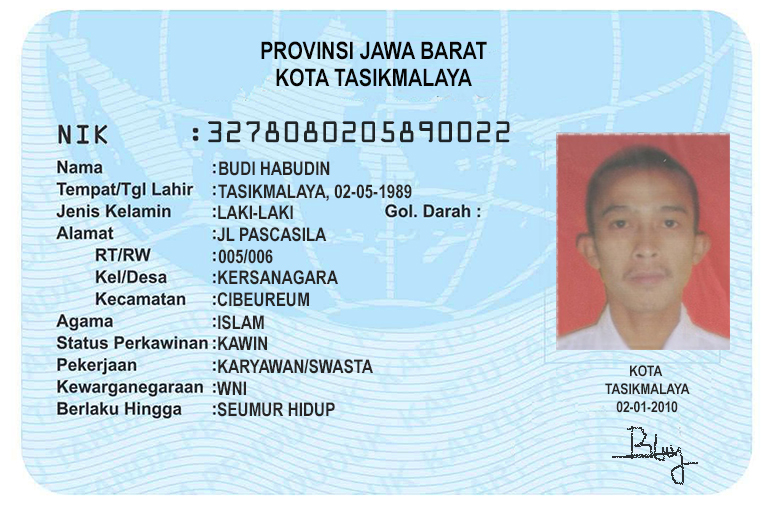 PROVINSI JAWA BARAT
KOTA TASIKMALAYA
NIK :3278080205890022
Nama :BUDI HABUDIN
Tempat/Tgl Lahir :TASIKMALAYA, 02-05-1989
Jenis Kelamin :LAKI-LAKI Gol. Darah :
Alamat :JL PASCASILA
RT/RW :005/006
Kel/Desa :KERSANAGARA
Kecamatan :CIBEUREUM
Agama :ISLAM
Status Perkawinan :KAWIN
Pekerjaan :KARYAWAN/SWASTA
Kewarganegaraan :WNI
Berlaku Hingga :SEUMUR HIDUP
KOTA
TASIKMALAYA
02-01-2010